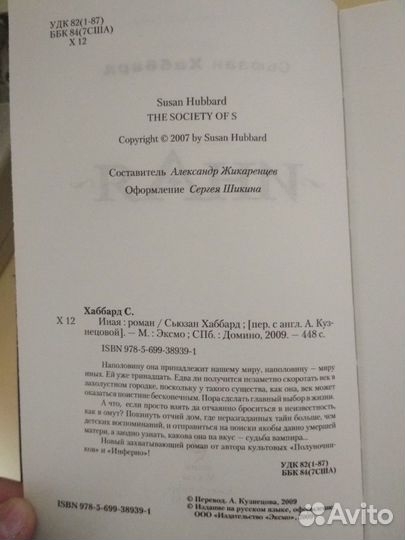 УДК 82(1-87)
ББК 84(7США)
Х 12
Susan Hubbard
THE SOCIETY OF S
Copyright © 2007 by Susan Hubbard
Составитель Александр Жикаренцев
Оформление Сергея Шикина
Хаббард С.
Х 12 Иная : роман / Сьюзан Хаббард ; [пер. с англ. А. Куз-
нецовой]. — М. : Эксмо ; СПб. : Домино, 2009. — 448 с.
ISBN 978-5-699-38939-1
Наполовину она принадлежит нашему миру, наполовину — миру
иных. Ей уже тринадцать. Едва ли получится незаметно скоротать век в
захолустном городке, поскольку у такого существа, как она, век может
оказаться поистине бесконечным. Пора сделать главный выбор в жизни.
А что, если просто взять да отчаянно броситься в неизвестность,
как в омут? Покинуть отчий дом, где неразгаданных тайн больше, чем
детских воспоминаний, и отправиться на поиски якобы давно умершей
матери, а заодно узнать, какова она на вкус — судьба вампира...
Новый захватывающий роман от автора культовых «Полуночни-
ков» и «Инферно»!
УДК 82(1-87)
ББК 84(7США)
© Перевод. А. Кузнецова, 2009
© Издание на русском языке, оформление
ISBN 978-5-699-38939-1 ООО «Издательство «Эксмо», 2009
Avito